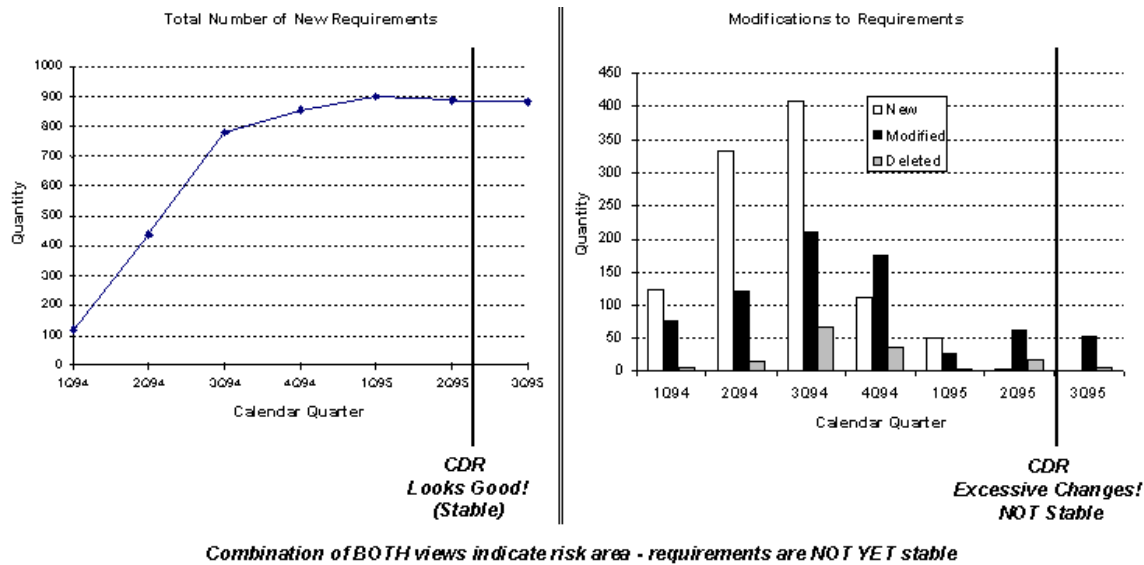 Total Number of New Requirements
1000
900
800
700
600
500
400
300
200
100
0
Quantity
1Q94 2Q94 3Q94 4Q94 1Q95 2Q95 3Q95
Calendar Quarter
CDR
Looks Good!
(Stable)
Modifications to Requirements
450
400
350
300
250
200
150
100
50
0
Quantity
New
Modified
Deleted
1Q94 2Q94 3Q94 4Q94 1Q95 2Q95 3Q95
Calendar Quarter
CDR
Excessive Changes!
NOT Stable
Combination of BOTH views indicate risk area - requirements are NOT YET stable